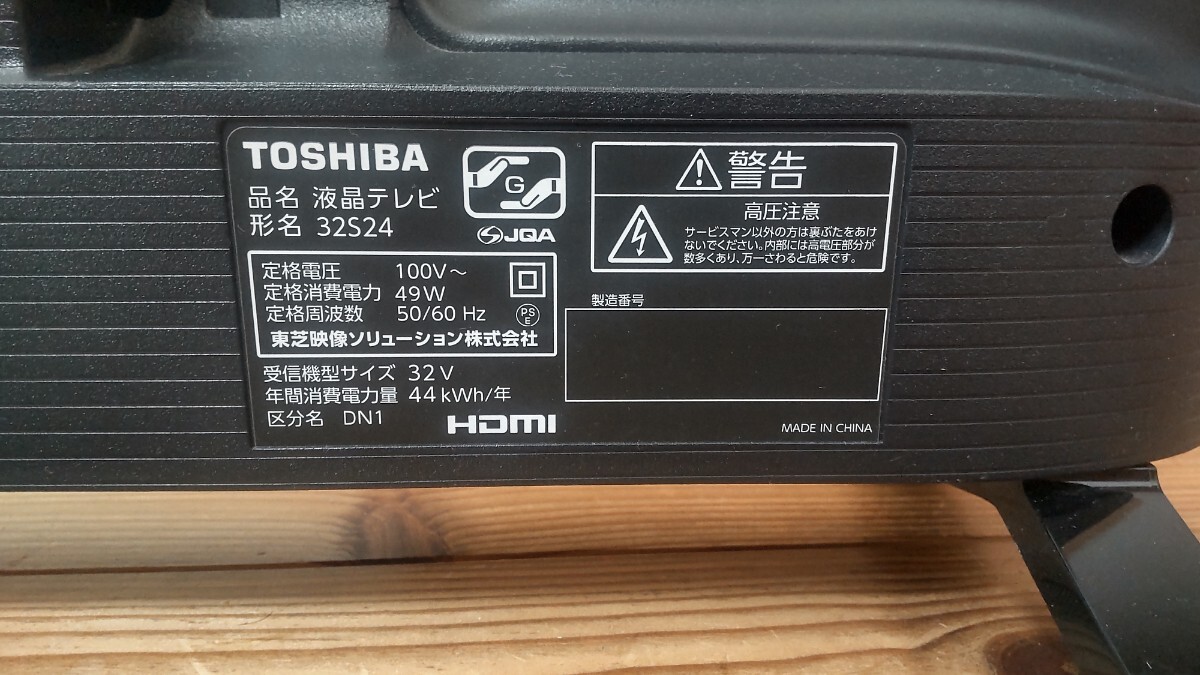 TOSHIBA
品名 液晶テレビ
形名 32S24
G
JQA
定格電圧 100V～
定格消費電力 49W
定格周波数 50/60 Hz
PS
E
東芝映像ソリューション株式会社
受信機型サイズ 32V
年間消費電力量 44kWh/年
区分名 DN1
HDMI
警告
高圧注意
サービスマン以外の方は裏ぶたをあけ
ないでください。内部には高電圧部分が
数多くあり、万一さわると危険です。
製造番号
MADE IN CHINA